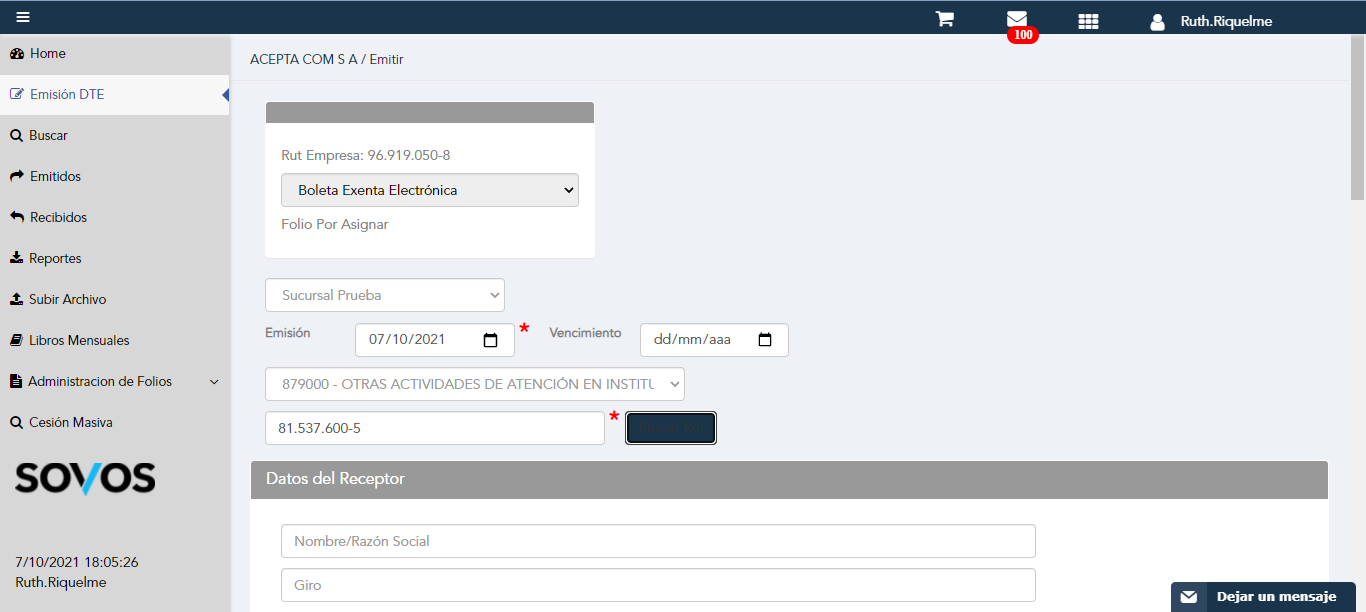 Ruth.Riquelme
100
Home
Emisión DTE
Buscar
Emitidos
Recibidos
Reportes
Subir Archivo
Libros Mensuales
Administracion de Folios
Cesión Masiva
SOVOS
7/10/2021 18:05:26
Ruth.Riquelme
ACEPTA COM S A / Emitir
Rut Empresa: 96.919.050-8
Boleta Exenta Electrónica
Folio Por Asignar
Sucursal Prueba
Emisión 07/10/2021 * Vencimiento dd/mm/aaa
879000 - OTRAS ACTIVIDADES DE ATENCIÓN EN INSTITU
81.537.600-5 *
Datos del Receptor
Nombre/Razón Social
Giro
Dejar un mensaje